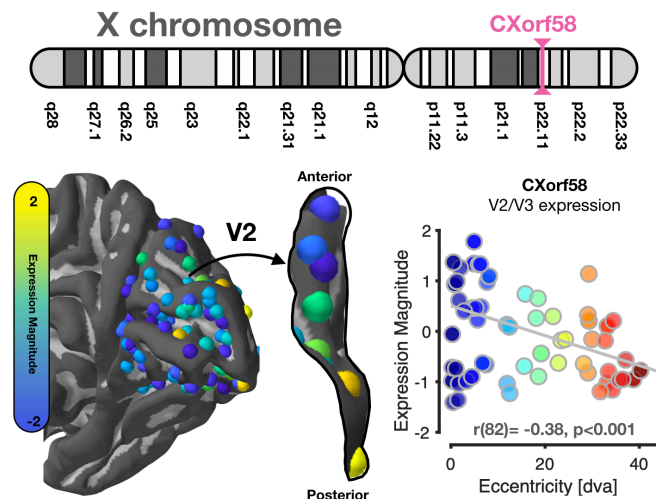 X chromosome
CXorf58
q28
q27.1
q26.2
q25
q23
q22.1
q21.31
q21.1
q12
p11.22
p11.3
p21.1
p22.11
p22.2
p22.33
2
Expression Magnitude
-2
V2
Anterior
Posterior
CXorf58
V2/V3 expression
Expression Magnitude
2
1
0
-1
-2
r(82)= -0.38, p<0.001
0
20
40
Eccentricity [dva]